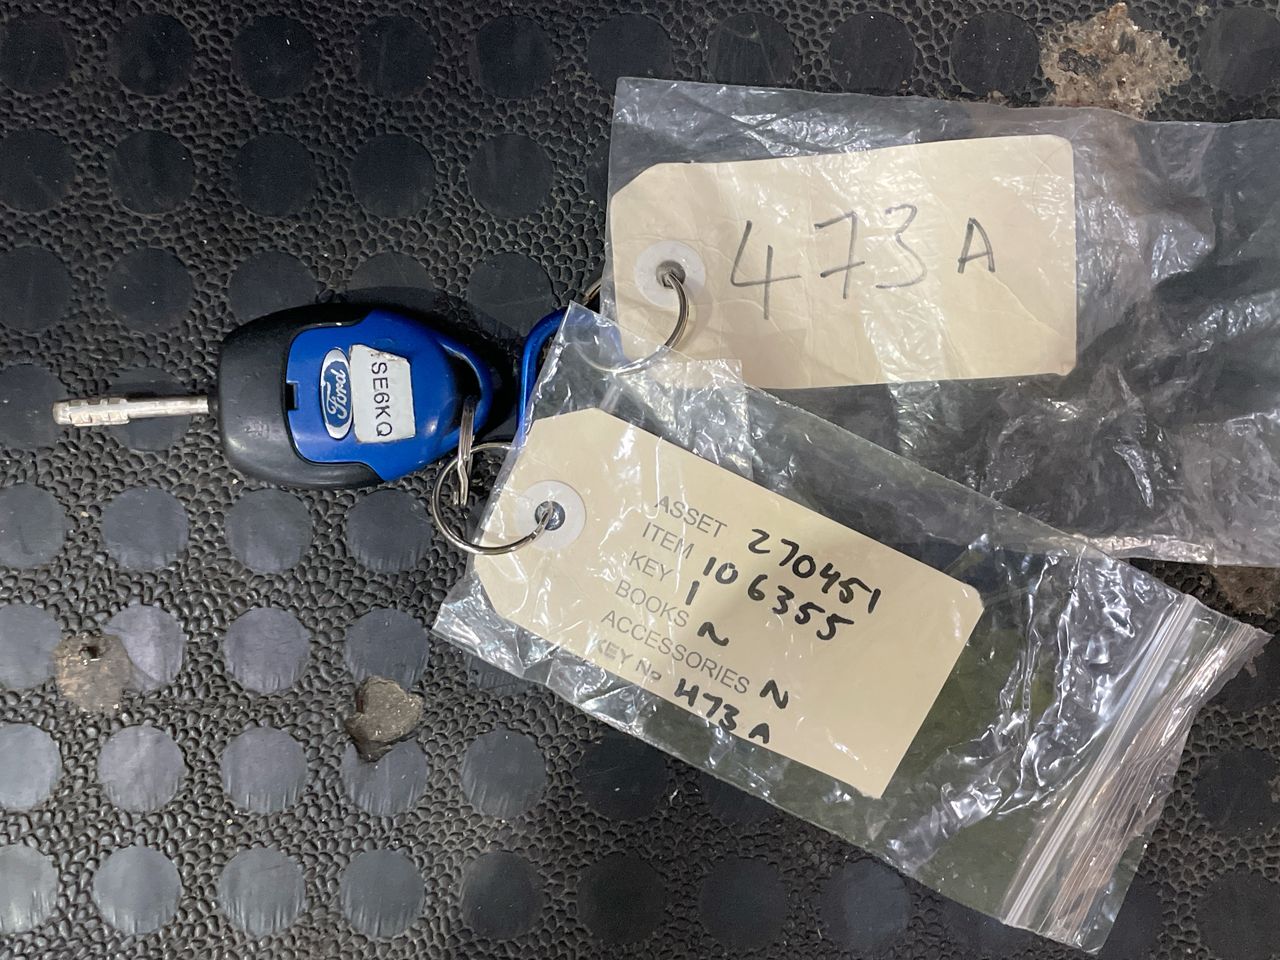 473A
Ford
SE6KQ
ASSET 270451
ITEM 106355
KEY 1
BOOKS N
ACCESSORIES N
KEY No 473A